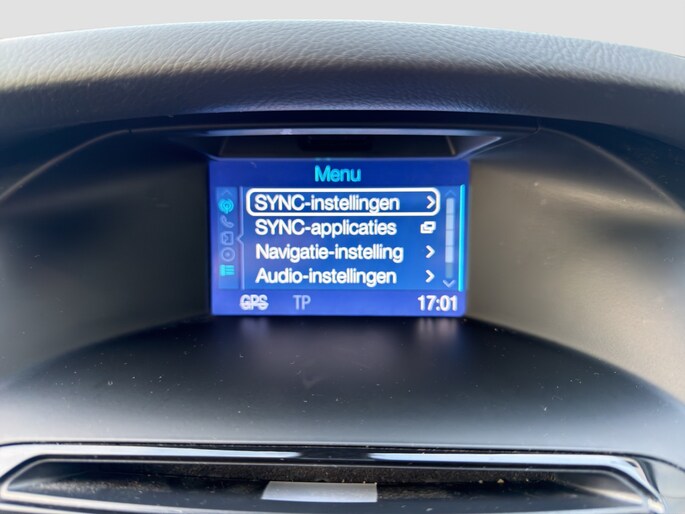 Menu
SYNC-instellingen
SYNC-applicaties
Navigatie-instelling
Audio-instellingen
GPS TP 17:01